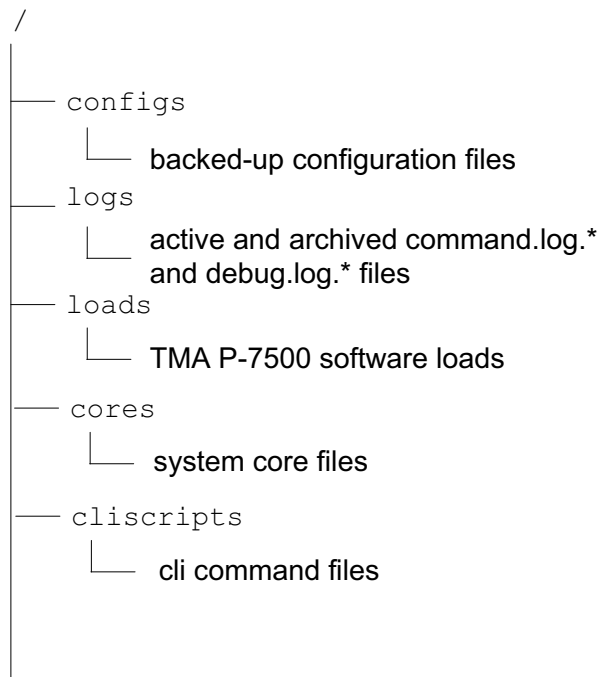 /
configs
backed-up configuration files
logs
active and archived command.log.*
and debug.log.* files
loads
TMA P-7500 software loads
cores
system core files
cliscripts
cli command files